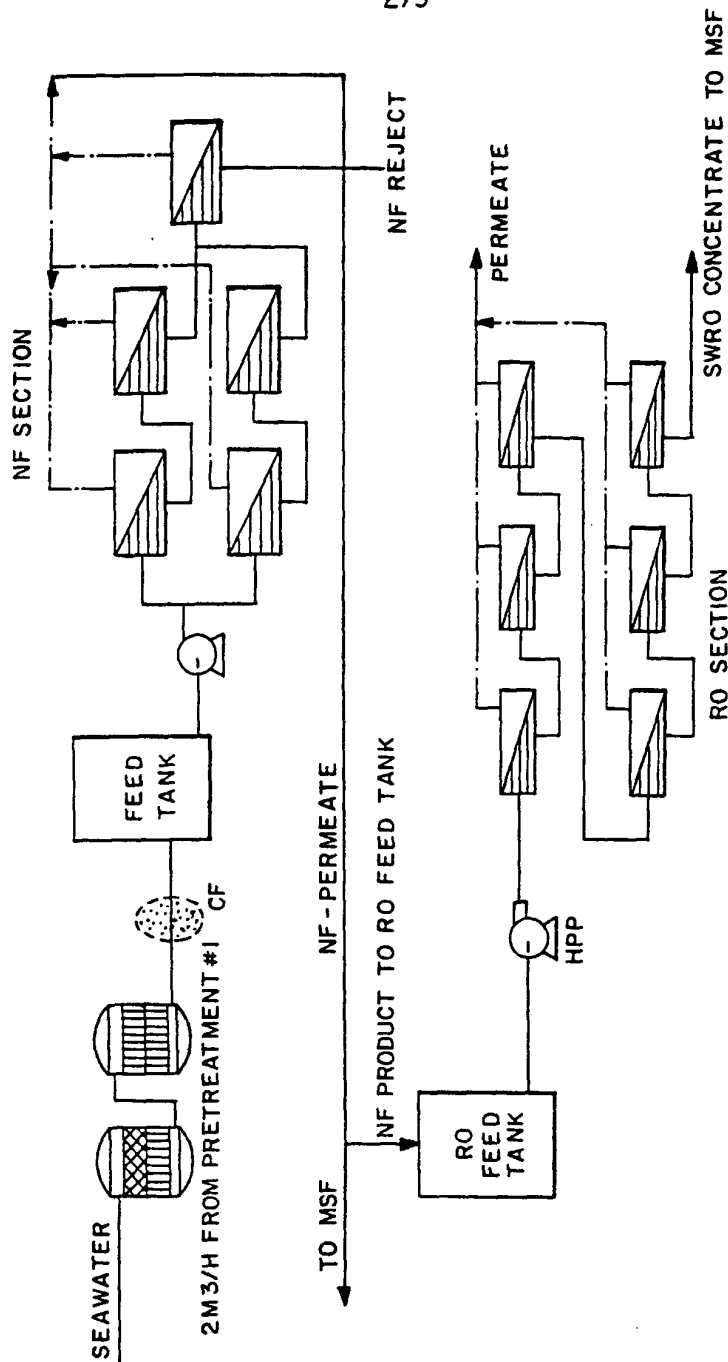 NF SECTION
NF REJECT
FEED
TANK
CF
SEAWATER
2M3/H FROM PRETREATMENT #1
NF-PERMEATE
TO MSF
NF PRODUCT TO RO FEED TANK
RO
FEED
TANK
HPP
PERMEATE
SWRO CONCENTRATE TO MSF
RO SECTION